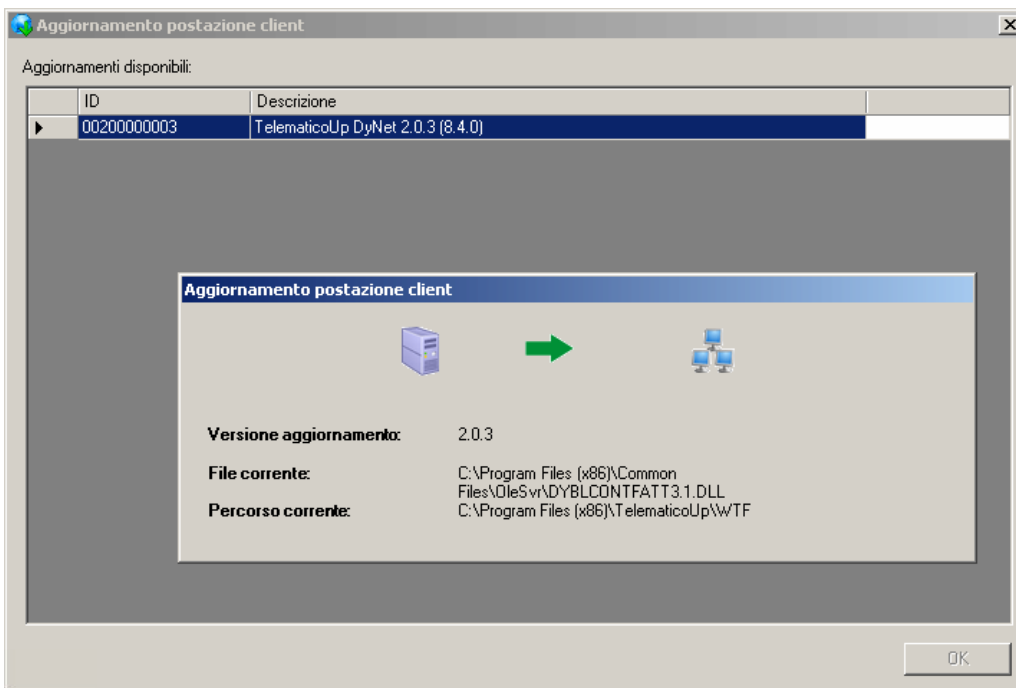 Aggiornamento postazione client
Aggiornamenti disponibili:
ID Descrizione
00200000003 TelematicoUp DyNet 2.0.3 (8.4.0)
Aggiornamento postazione client
Versione aggiornamento: 2.0.3
File corrente: C:\Program Files (x86)\Common
Files\OleSvr\DYBLCONTFATT3.1.DLL
Percorso corrente: C:\Program Files (x86)\TelematicoUp\WTF
OK